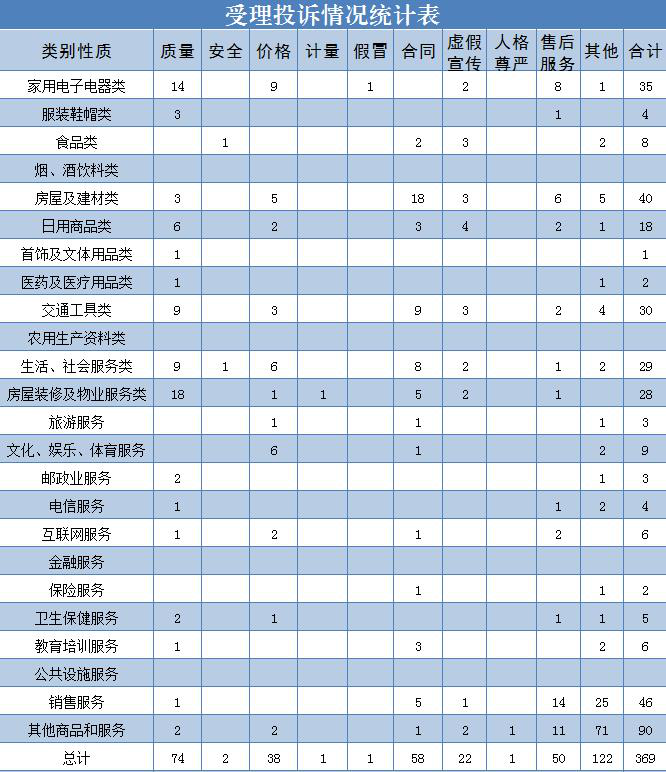 受理投诉情况统计表
类别性质 质量 安全 价格 计量 假冒 合同 虚假宣传 人格尊严 售后服务 其他 合计
家用电子电器类 14 9 1 2 8 1 35
服装鞋帽类 3 1 4
食品类 1 2 3 2 8
烟、酒饮料类
房屋及建材类 3 5 18 3 6 5 40
日用商品类 6 2 3 4 2 1 18
首饰及文体用品类 1 1
医药及医疗用品类 1 1 2
交通工具类 9 3 9 3 2 4 30
农用生产资料类
生活、社会服务类 9 1 6 8 2 1 2 29
房屋装修及物业服务类 18 1 1 5 2 1 28
旅游服务 1 1 1 3
文化、娱乐、体育服务 6 1 2 9
邮政业服务 2 1 3
电信服务 1 1 2 4
互联网服务 1 2 1 2 6
金融服务
保险服务 1 1 2
卫生保健服务 2 1 1 1 5
教育培训服务 1 3 2 6
公共设施服务
销售服务 1 5 1 14 25 46
其他商品和服务 2 2 1 2 1 11 71 90
总计 74 2 38 1 1 58 22 1 50 122 369